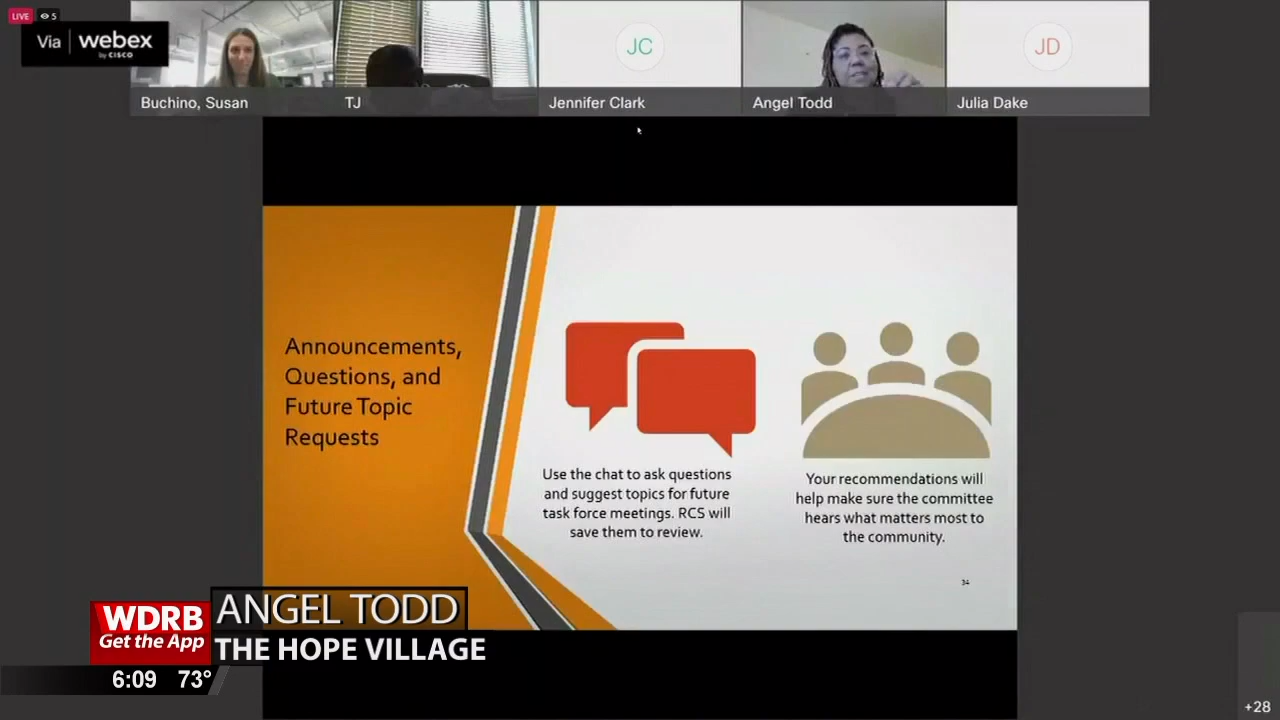 LIVE
5
Via webex
by CISCO
JC
JD
Buchino, Susan
TJ
Jennifer Clark
Angel Todd
Julia Dake
Announcements,
Questions, and
Future Topic
Requests
Use the chat to ask questions
and suggest topics for future
task force meetings. RCS will
save them to review.
Your recommendations will
help make sure the committee
hears what matters most to
the community.
34
WDRB
Get the App
ANGEL TODD
THE HOPE VILLAGE
6:09 73°
+28